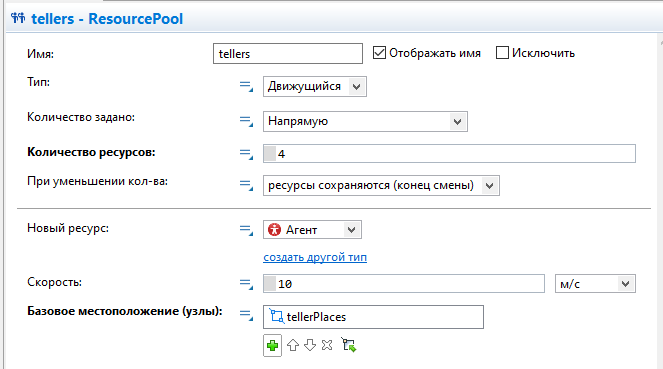 tellers - ResourcePool
Имя: tellers Отображать имя Исключить
Тип: Движущийся
Количество задано: Напрямую
Количество ресурсов: 4
При уменьшении кол-ва: ресурсы сохраняются (конец смены)
Новый ресурс: Агент
создать другой тип
Скорость: 10 м/с
Базовое местоположение (узлы): tellerPlaces